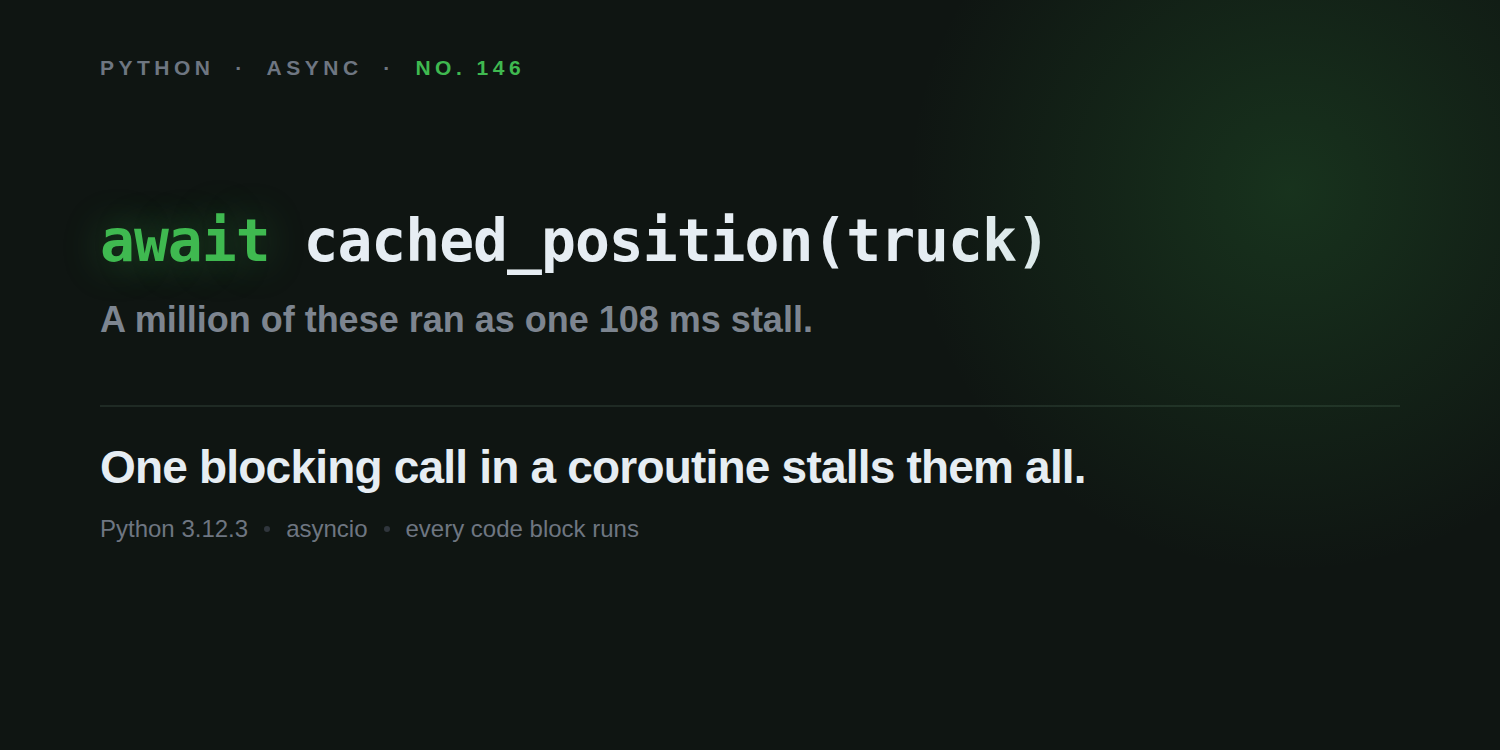 PYTHON · ASYNC · NO. 146
await cached_position(truck)
A million of these ran as one 108 ms stall.
One blocking call in a coroutine stalls them all.
Python 3.12.3 • asyncio • every code block runs